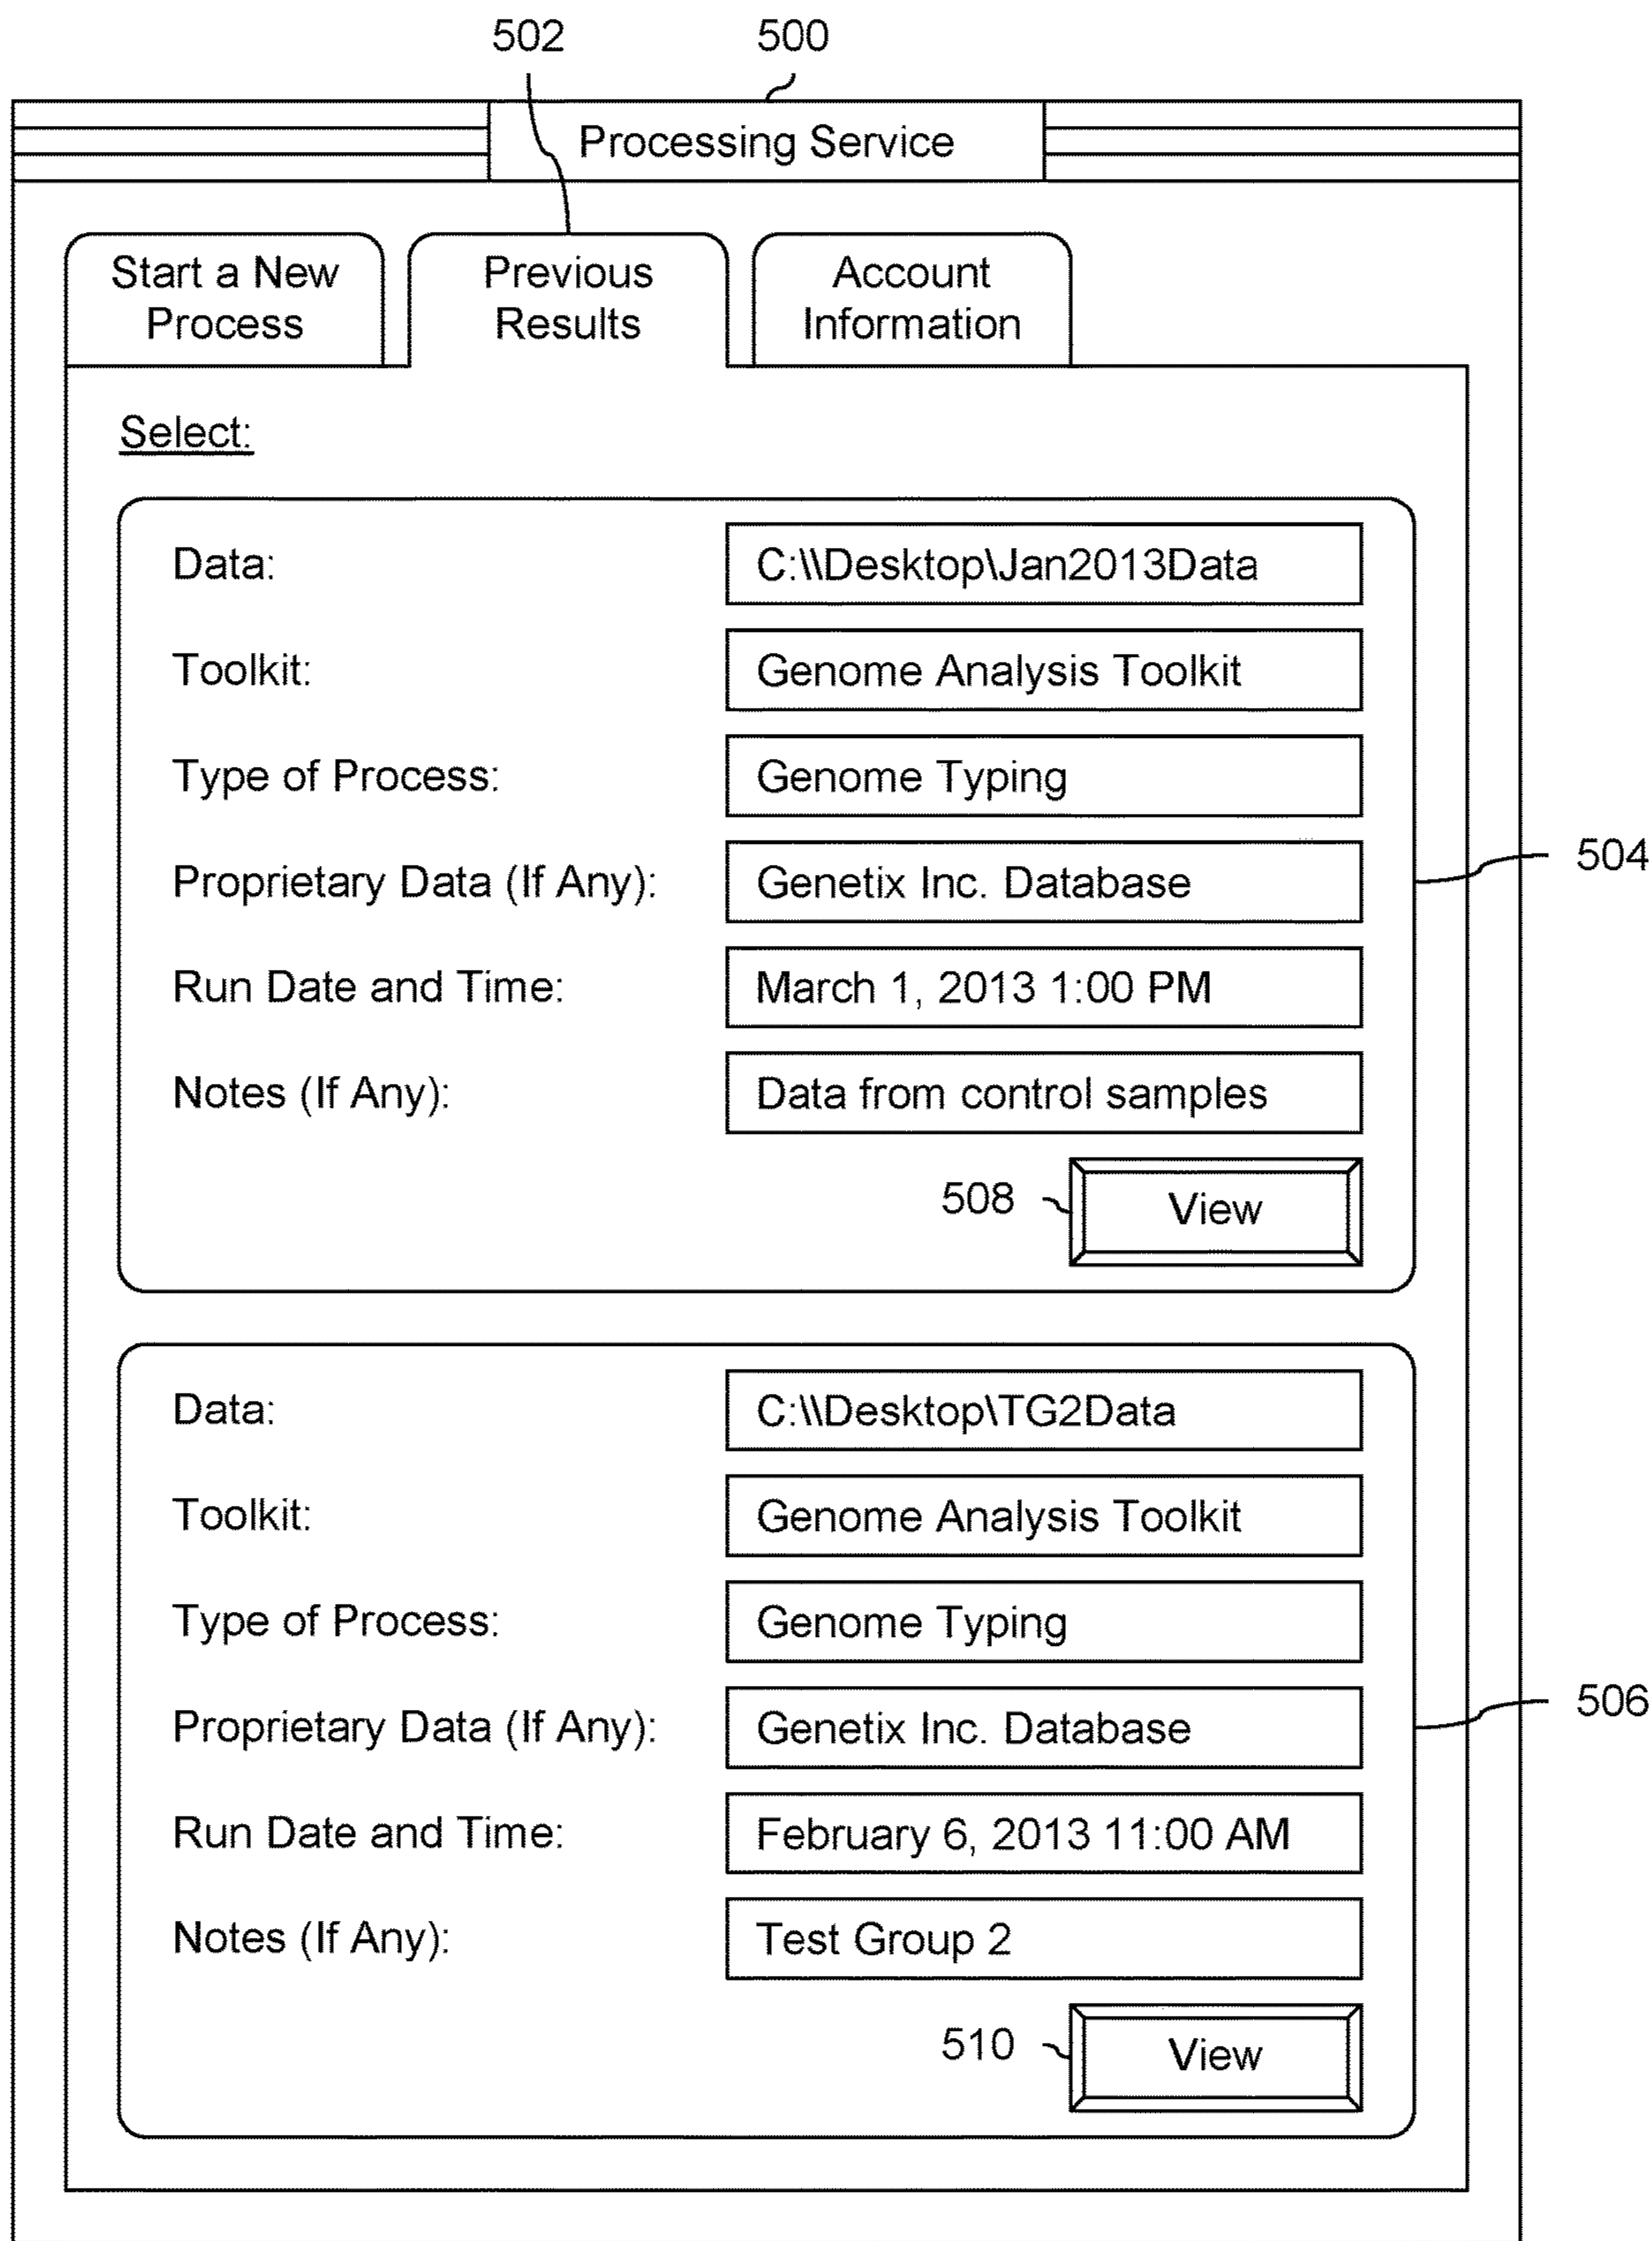 502 500
Processing Service
Start a New Previous Account
Process Results Information
Select:
Data: C:\\Desktop\Jan2013Data
Toolkit: Genome Analysis Toolkit
Type of Process: Genome Typing
504
Proprietary Data (If Any): Genetix Inc. Database
Run Date and Time: March 1, 2013 1:00 PM
Notes (If Any): Data from control samples
508 View
Data: C:\\Desktop\TG2Data
Toolkit: Genome Analysis Toolkit
Type of Process: Genome Typing
506
Proprietary Data (If Any): Genetix Inc. Database
Run Date and Time: February 6, 2013 11:00 AM
Notes (If Any): Test Group 2
510 View